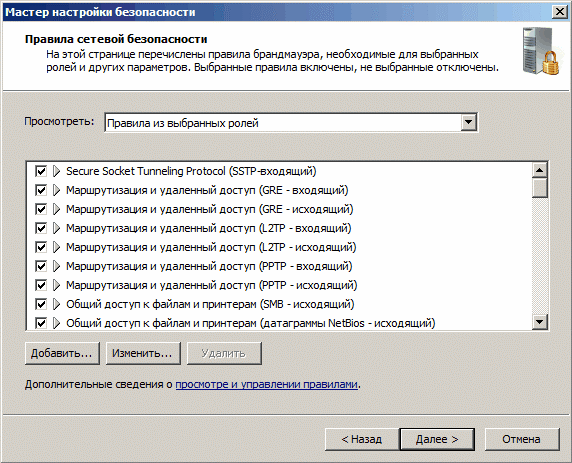 Мастер настройки безопасности
Правила сетевой безопасности
На этой странице перечислены правила брандмауэра, необходимые для выбранных
ролей и других параметров. Выбранные правила включены, не выбранные отключены.
Просмотреть: Правила из выбранных ролей
Secure Socket Tunneling Protocol (SSTP-входящий)
Маршрутизация и удаленный доступ (GRE - входящий)
Маршрутизация и удаленный доступ (GRE - исходящий)
Маршрутизация и удаленный доступ (L2TP - входящий)
Маршрутизация и удаленный доступ (L2TP - исходящий)
Маршрутизация и удаленный доступ (PPTP - входящий)
Маршрутизация и удаленный доступ (PPTP - исходящий)
Общий доступ к файлам и принтерам (SMB - исходящий)
Общий доступ к файлам и принтерам (датаграммы NetBios - исходящий)
Добавить... Изменить... Удалить
Дополнительные сведения о просмотре и управлении правилами.
< Назад Далее > Отмена